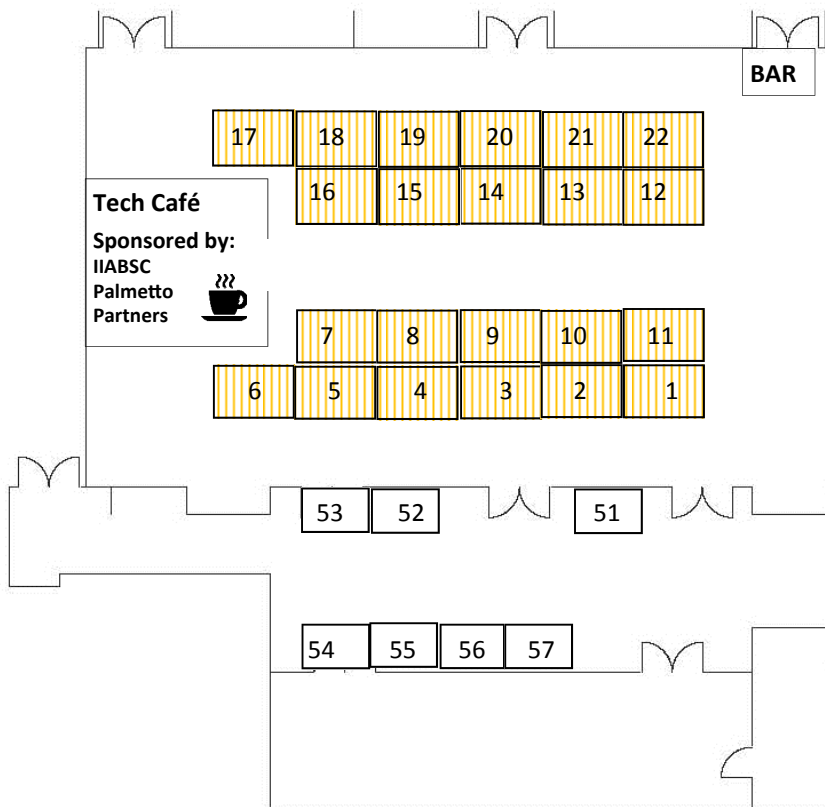 BAR
17 18 19 20 21 22
16 15 14 13 12
Tech Café
Sponsored by:
IIABSC
Palmetto
Partners
7 8 9 10 11
6 5 4 3 2 1
53 52 51
54 55 56 57